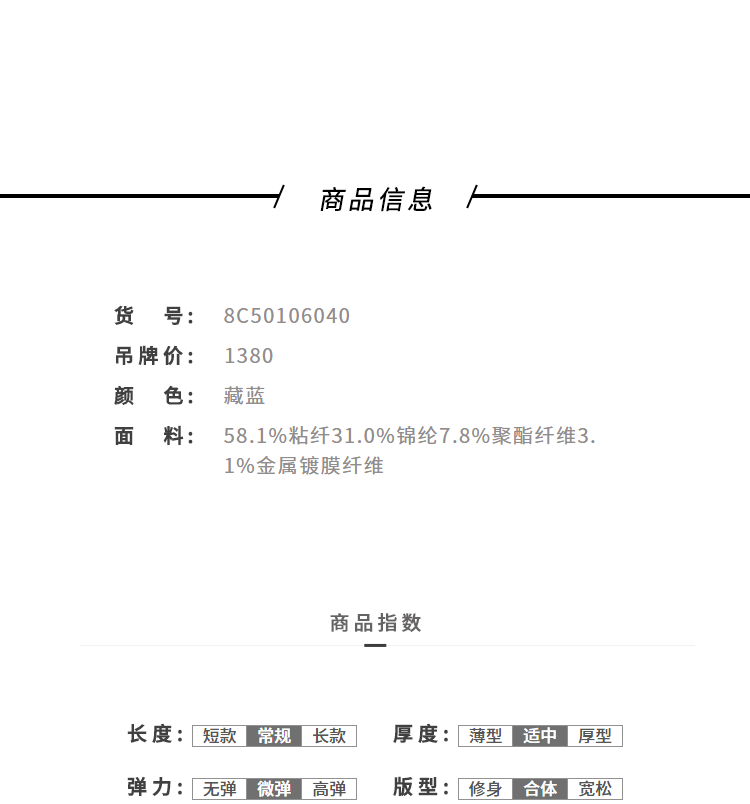 商品信息
货 号: 8C50106040
吊牌价: 1380
颜 色: 藏蓝
面 料: 58.1%粘纤31.0%锦纶7.8%聚酯纤维3.
1%金属镀膜纤维
商品指数
长度: 短款 常规 长款 厚度: 薄型 适中 厚型
弹力: 无弹 微弹 高弹 版型: 修身 合体 宽松